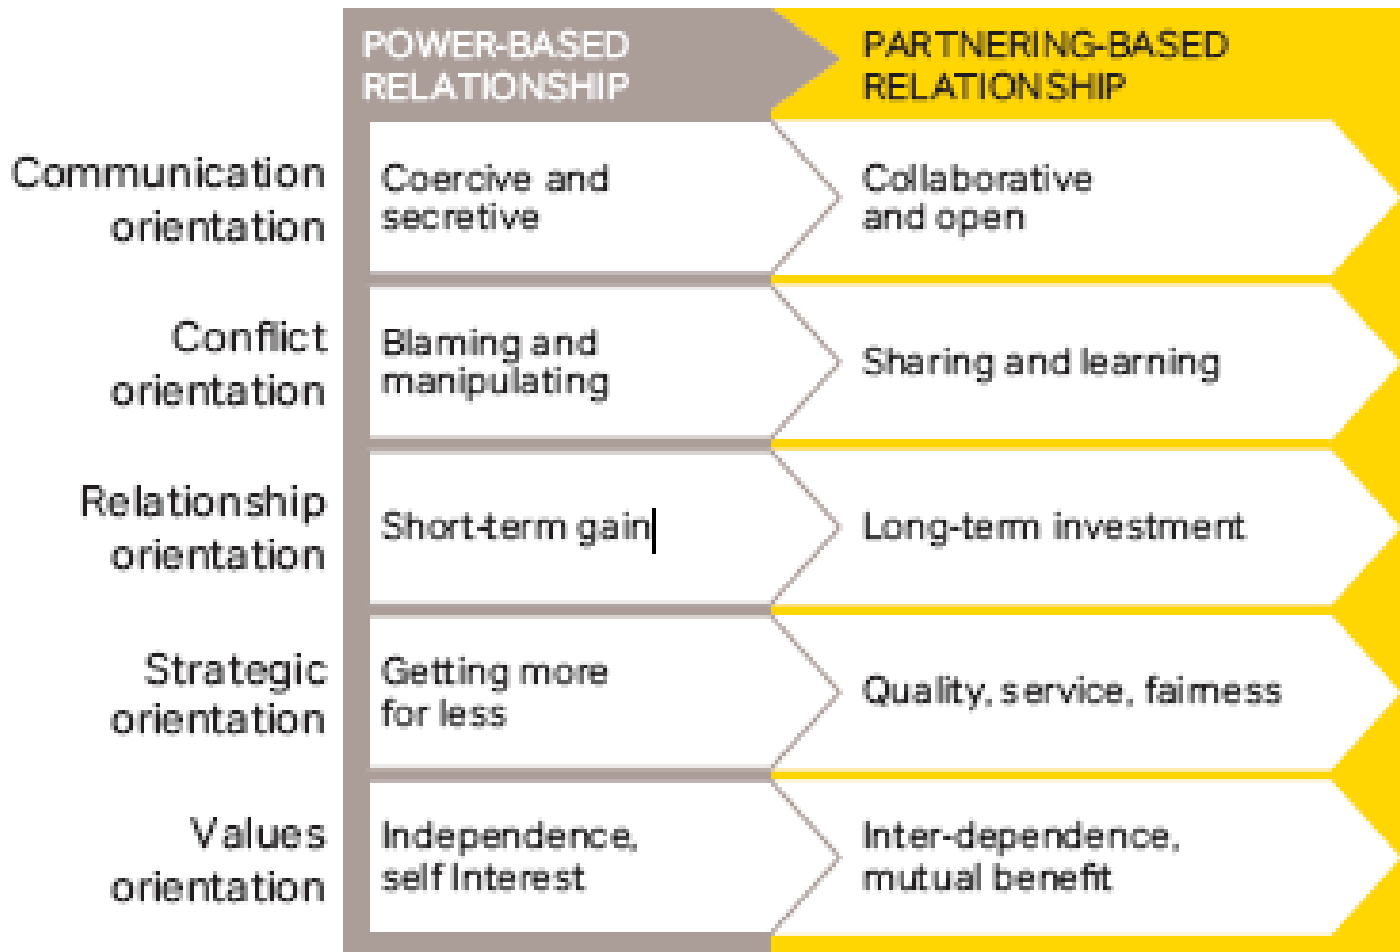 POWER-BASED
RELATIONSHIP
PARTNERING-BASED
RELATIONSHIP
Communication
orientation
Coercive and
secretive
Collaborative
and open
Conflict
orientation
Blaming and
manipulating
Sharing and learning
Relationship
orientation
Short-term gain
Long-term investment
Strategic
orientation
Getting more
for less
Quality, service, fairness
Values
orientation
Independence,
self Interest
Inter-dependence,
mutual benefit